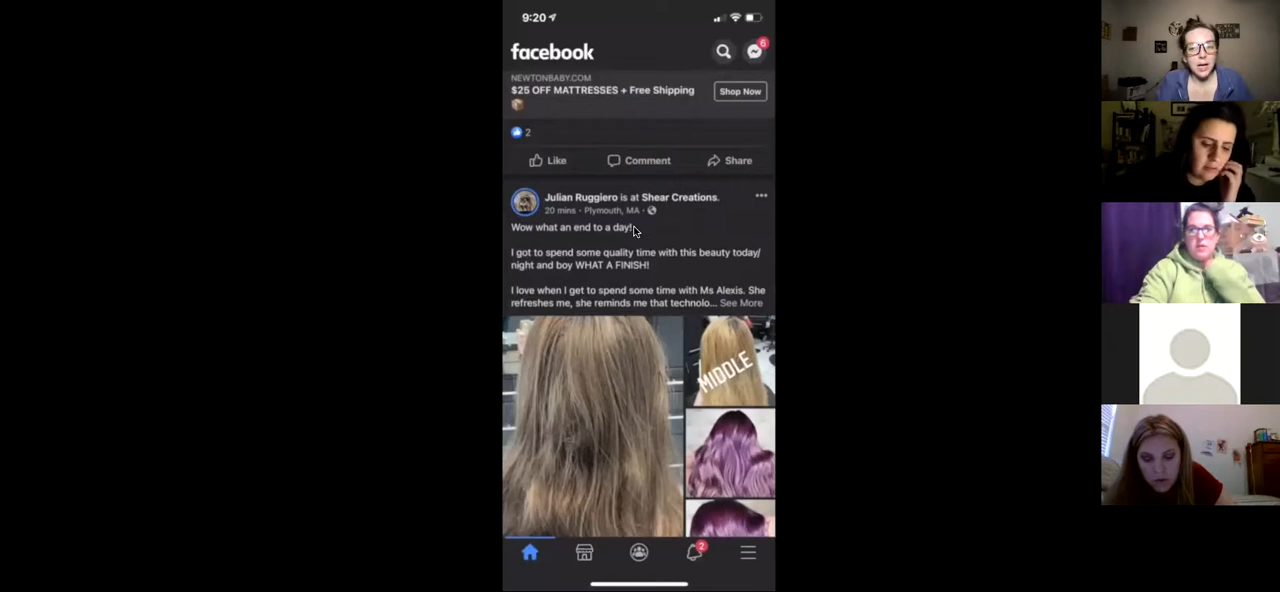 9:20
facebook
6
NEWTONBABY.COM
$25 OFF MATTRESSES + Free Shipping
Shop Now
2
Like
Comment
Share
Julian Ruggiero is at Shear Creations.
20 mins · Plymouth, MA ·
Wow what an end to a day!
I got to spend some quality time with this beauty today/
night and boy WHAT A FINISH!
I love when I get to spend some time with Ms Alexis. She
refreshes me, she reminds me that technolo... See More
MIDDLE
2